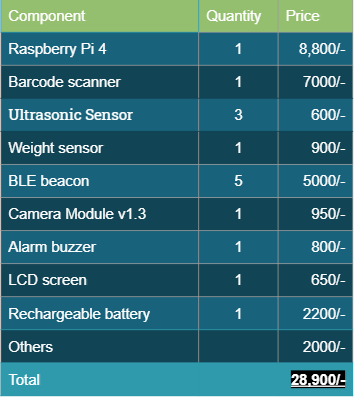 Component Quantity Price
Raspberry Pi 4 1 8,800/-
Barcode scanner 1 7000/-
Ultrasonic Sensor 3 600/-
Weight sensor 1 900/-
BLE beacon 5 5000/-
Camera Module v1.3 1 950/-
Alarm buzzer 1 800/-
LCD screen 1 650/-
Rechargeable battery 1 2200/-
Others 2000/-
Total 28,900/-